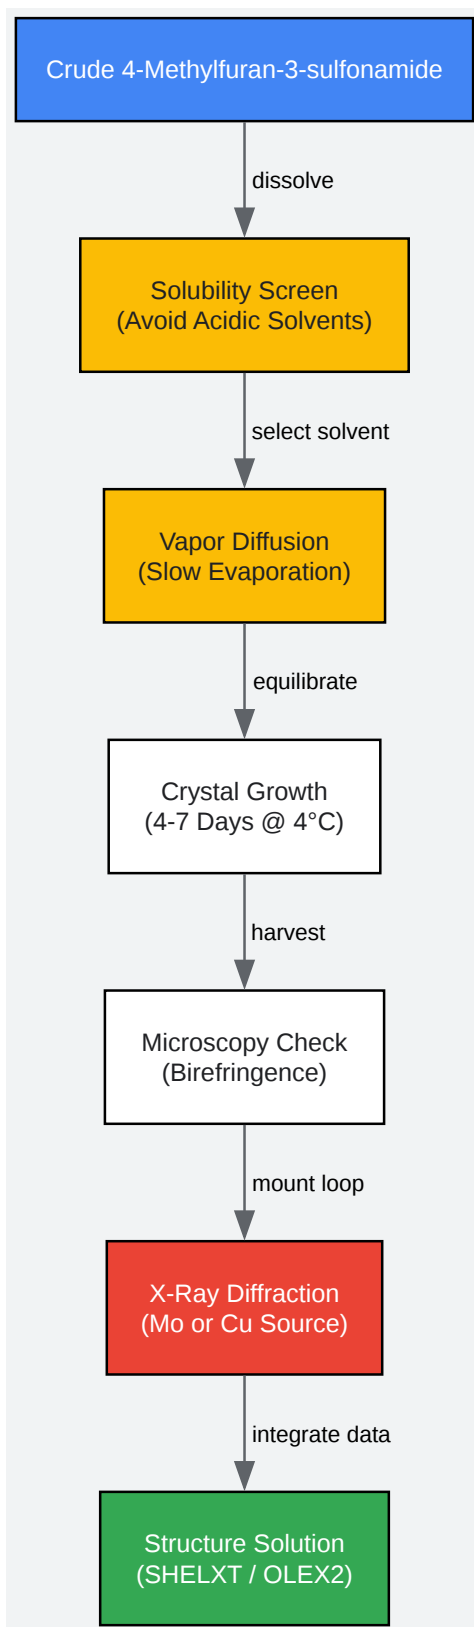 Crude 4-Methylfuran-3-sulfonamide
dissolve
Solubility Screen
(Avoid Acidic Solvents)
select solvent
Vapor Diffusion
(Slow Evaporation)
equilibrate
Crystal Growth
(4-7 Days @ 4°C)
harvest
Microscopy Check
(Birefringence)
mount loop
X-Ray Diffraction
(Mo or Cu Source)
integrate data
Structure Solution
(SHELXT / OLEX2)